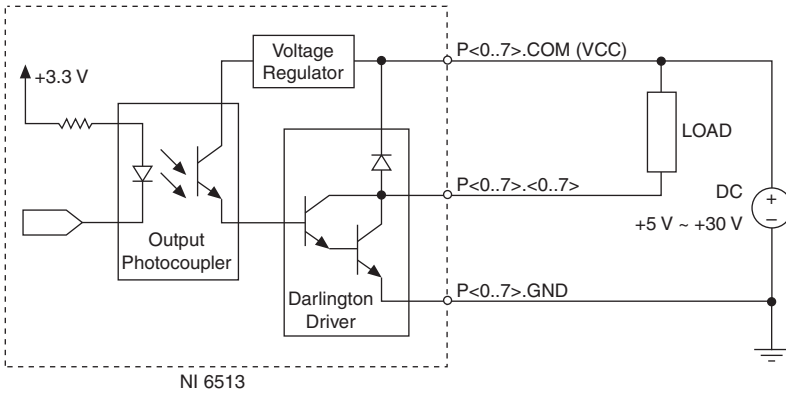 Voltage
Regulator
P<0..7>.COM (VCC)
+3.3 V
LOAD
P<0..7>.<0..7>
DC
+
–
+5 V ~ +30 V
Output
Photocoupler
P<0..7>.GND
Darlington
Driver
NI 6513